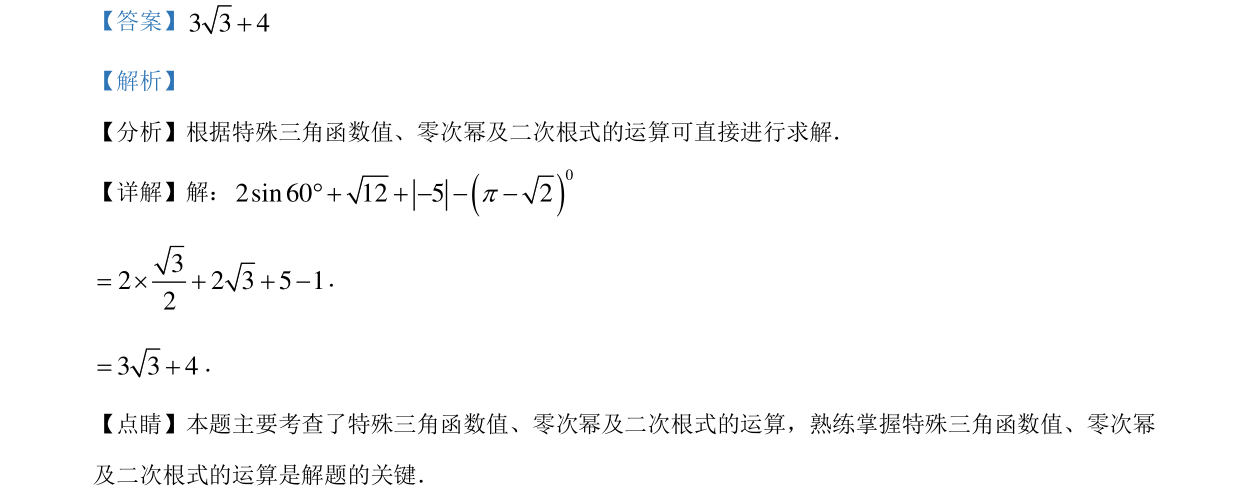 【答案】3√3+4
【解析】
【分析】根据特殊三角函数值、零次幂及二次根式的运算可直接进行求解.
【详解】解：2sin60°+√12+|−5|−(π−√2)⁰
=2×√3/2+2√3+5−1.
=3√3+4.
【点睛】本题主要考查了特殊三角函数值、零次幂及二次根式的运算，熟练掌握特殊三角函数值、零次幂
及二次根式的运算是解题的关键.